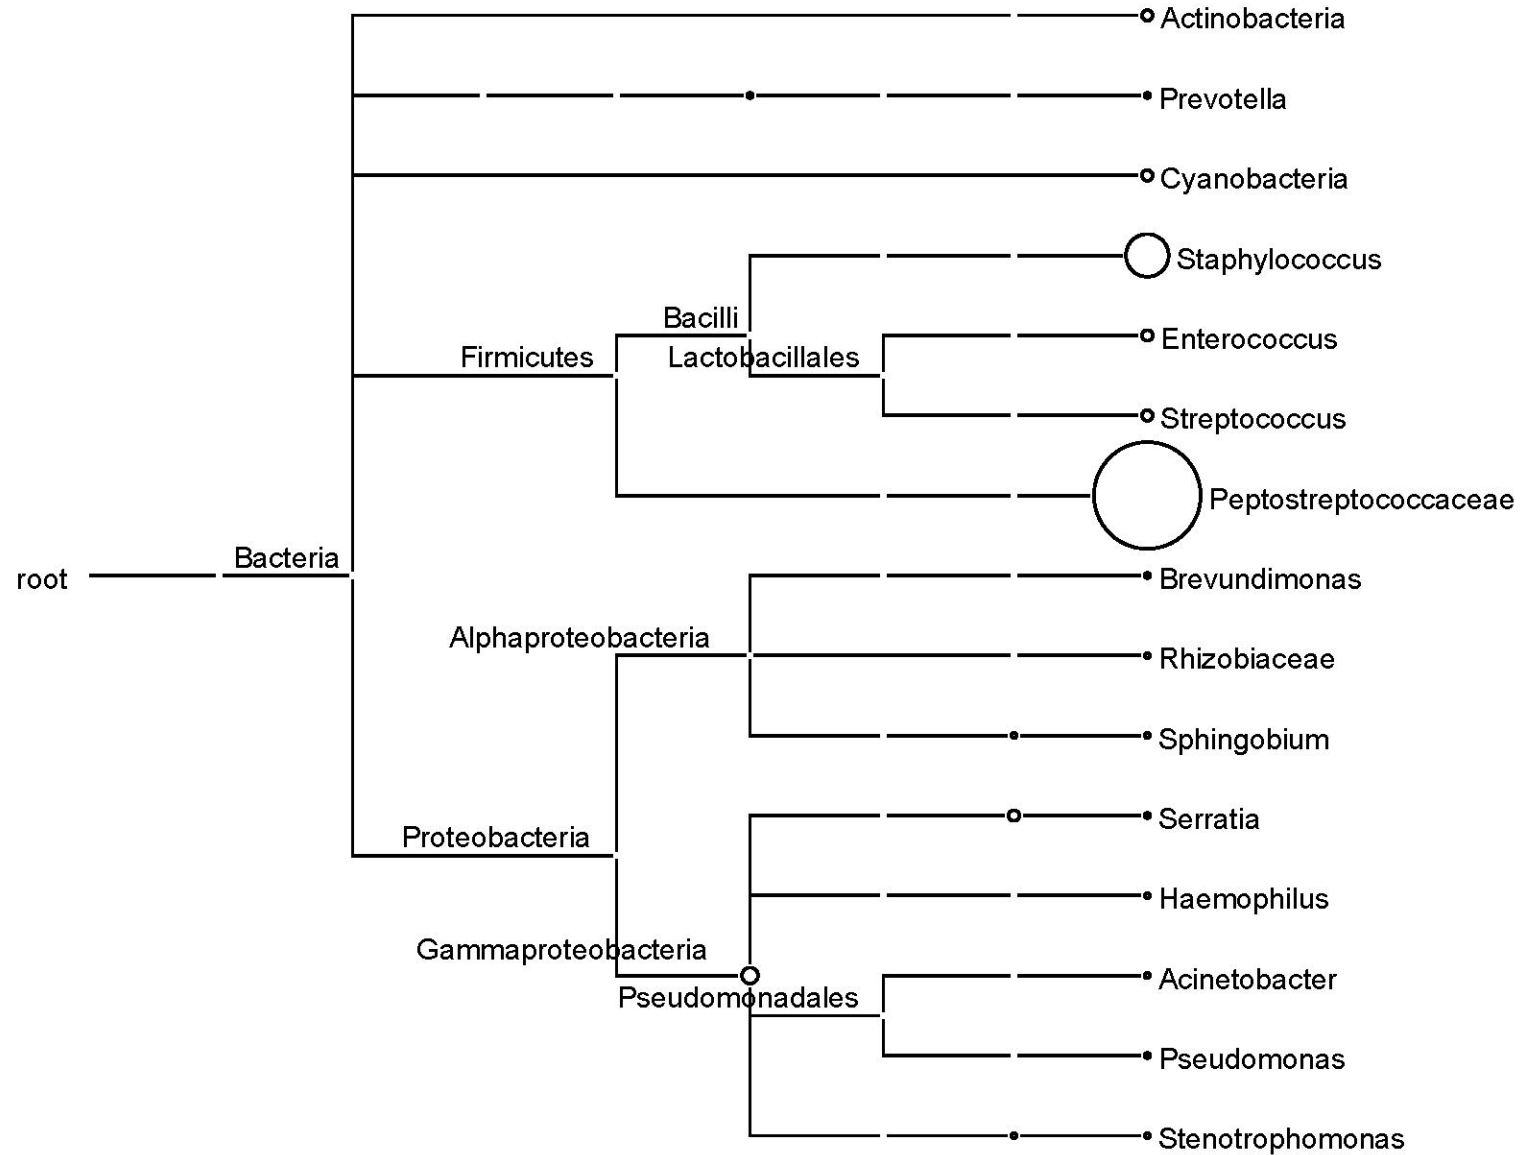 Actinobacteria
Prevotella
Cyanobacteria
Staphylococcus
Bacilli
Enterococcus
Firmicutes
Lactobacillales
Streptococcus
Peptostreptococcaceae
Bacteria
root
Brevundimonas
Alphaproteobacteria
Rhizobiaceae
Sphingobium
Serratia
Proteobacteria
Haemophilus
Gammaproteobacteria
Acinetobacter
Pseudomonadales
Pseudomonas
Stenotrophomonas